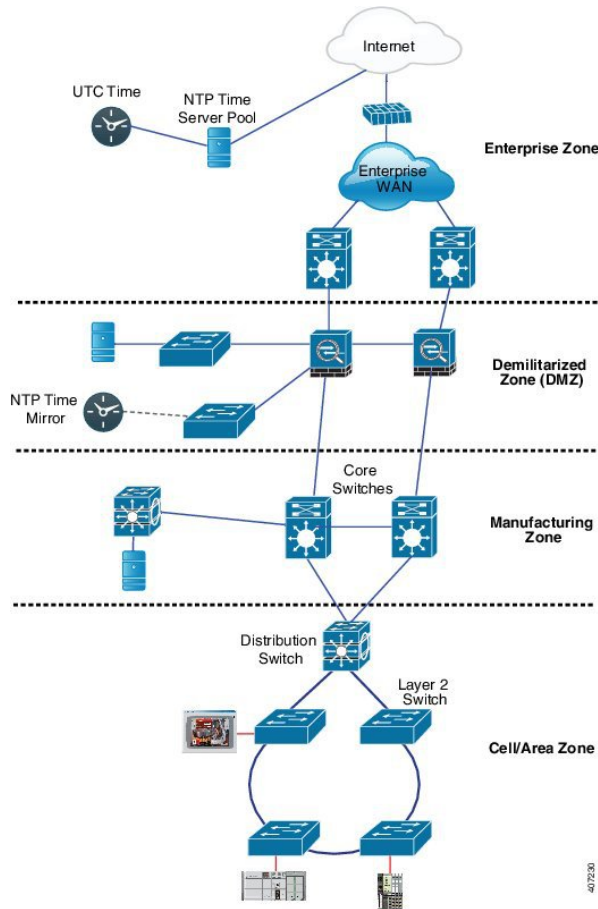 Internet
UTC Time
NTP Time
Server Pool
Enterprise Zone
Enterprise
WAN
Demilitarized
Zone (DMZ)
NTP Time
Mirror
Core
Switches
Manufacturing
Zone
Distribution
Switch
Layer 2
Switch
Cell/Area Zone
407230